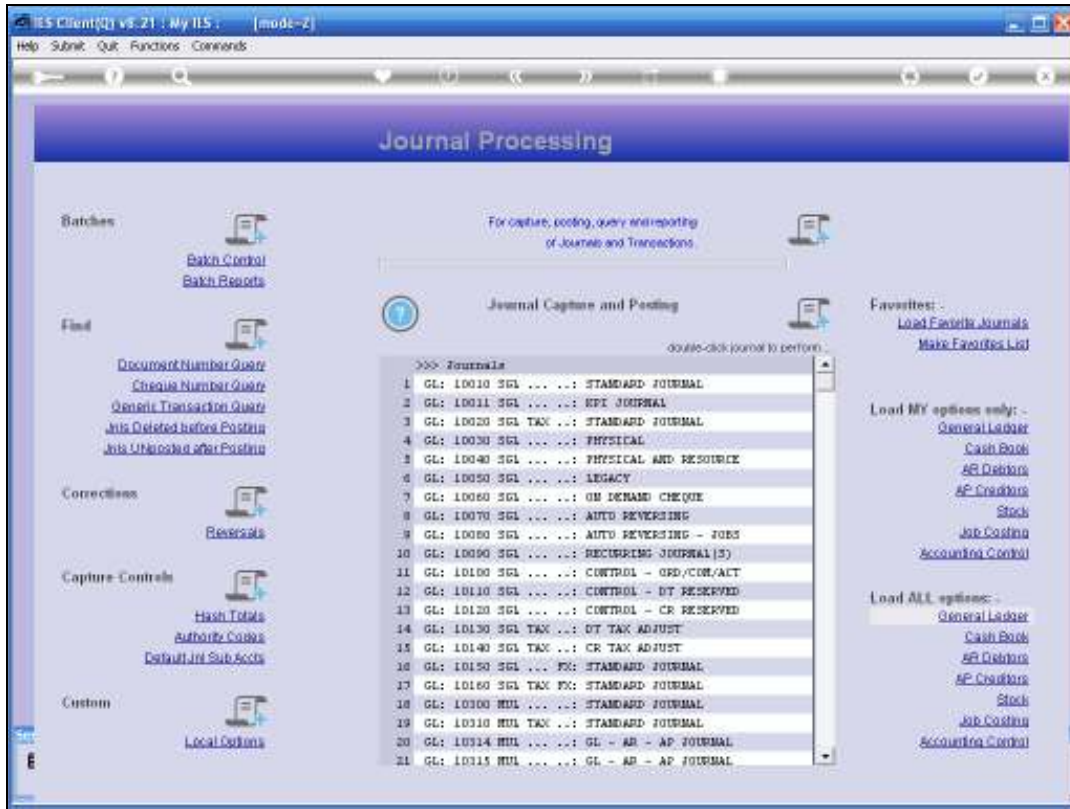 IES Client(Q) v8.21 : My IES : [mode=2]
Help Submit Quit Functions Commands
Journal Processing
Batches
Batch Control
Batch Reports
Find
Document Number Query
Cheque Number Query
Generic Transaction Query
Jnls Deleted before Posting
Jnls UNposted after Posting
Corrections
Reversals
Capture Controls
Hash Totals
Authority Codes
Default Jnl Sub Accts
Custom
Local Options
For capture, posting, query and reporting
of Journals and Transactions.
Journal Capture and Posting
double-click journal to perform ..
>>> Journals
1 GL: 10010 SGL ... ..: STANDARD JOURNAL
2 GL: 10011 SGL ... ..: KPI JOURNAL
3 GL: 10020 SGL TAX ..: STANDARD JOURNAL
4 GL: 10030 SGL ... ..: PHYSICAL
5 GL: 10040 SGL ... ..: PHYSICAL AND RESOURCE
6 GL: 10050 SGL ... ..: LEGACY
7 GL: 10060 SGL ... ..: ON DEMAND CHEQUE
8 GL: 10070 SGL ... ..: AUTO REVERSING
9 GL: 10080 SGL ... ..: AUTO REVERSING - JOBS
10 GL: 10090 SGL ... ..: RECURRING JOURNAL(S)
11 GL: 10100 SGL ... ..: CONTROL - ORD/COM/ACT
12 GL: 10110 SGL ... ..: CONTROL - DT RESERVED
13 GL: 10120 SGL ... ..: CONTROL - CR RESERVED
14 GL: 10130 SGL TAX ..: DT TAX ADJUST
15 GL: 10140 SGL TAX ..: CR TAX ADJUST
16 GL: 10150 SGL ... FX: STANDARD JOURNAL
17 GL: 10160 SGL TAX FX: STANDARD JOURNAL
18 GL: 10300 MUL ... ..: STANDARD JOURNAL
19 GL: 10310 MUL TAX ..: STANDARD JOURNAL
20 GL: 10314 MUL ... ..: GL - AR - AP JOURNAL
21 GL: 10315 MUL ... ..: GL - AR - AP JOURNAL
Favorites: -
Load Favorite Journals
Make Favorites List
Load MY options only: -
General Ledger
Cash Book
AR Debtors
AP Creditors
Stock
Job Costing
Accounting Control
Load ALL options: -
General Ledger
Cash Book
AR Debtors
AP Creditors
Stock
Job Costing
Accounting Control